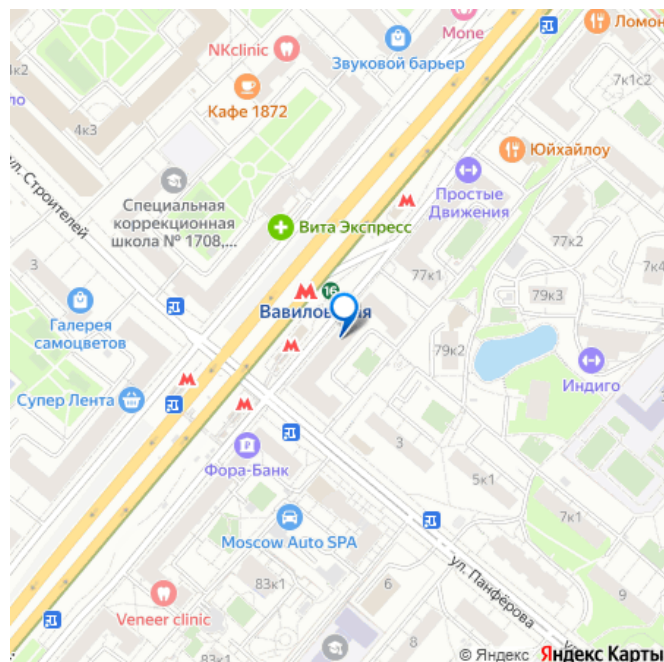 Mone
Ломон
NKclinic
Звуковой барьер
7к1с2
4к2
Кафе 1872
ло
4к3
Юйхайлоу
ул. Строителей
Специальная
коррекционная
школа № 1708,...
Простые
Движения
Вита Экспресс
77к2
3
77к1
7к4
16
79к3
Галерея
самоцветов
79к2
Индиго
Супер Лента
3
Фора-Банк
5к1
7к1
Moscow Auto SPA
ул. Панфёрова
83к1
6
9
Veneer clinic
8
© Яндекс Яндекс Карты